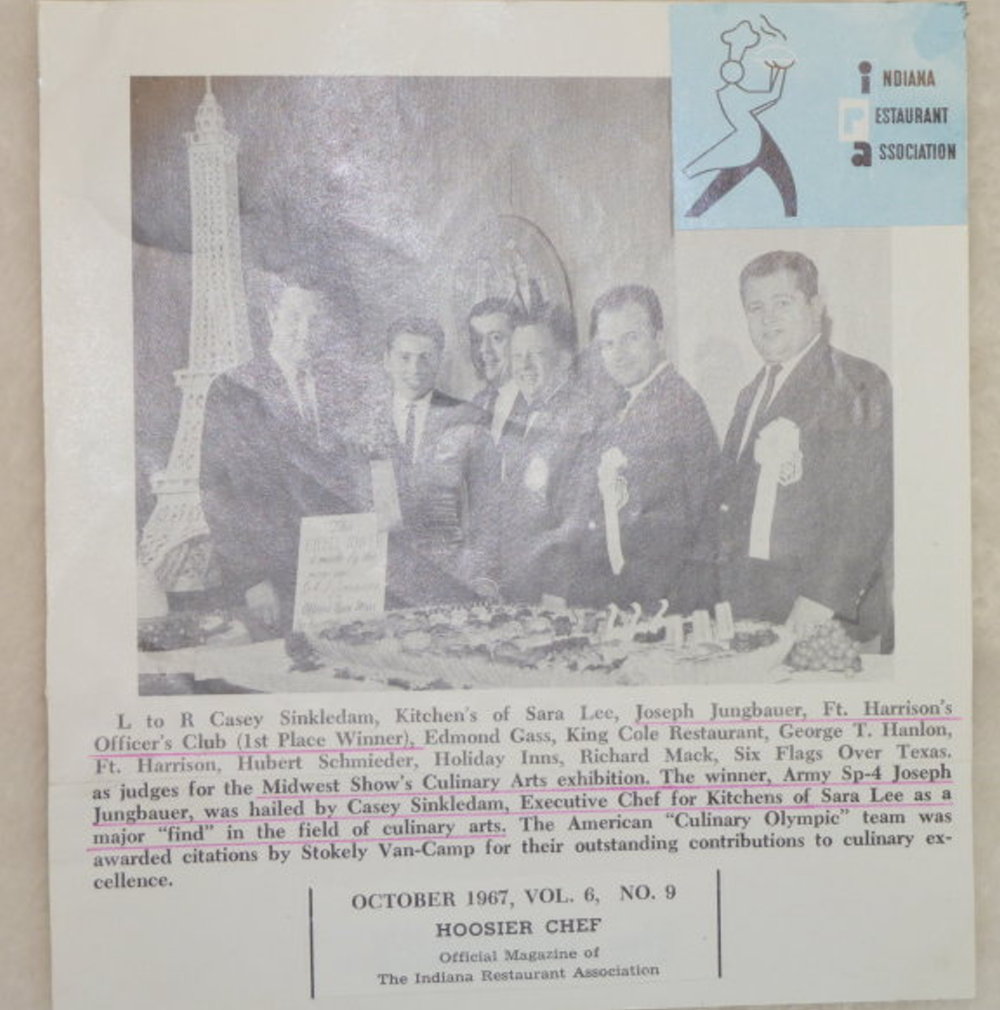 INDIANA
RESTAURANT
ASSOCIATION
L to R Casey Sinkledam, Kitchen's of Sara Lee, Joseph Jungbauer, Ft. Harrison's
Officer's Club (1st Place Winner), Edmond Gass, King Cole Restaurant, George T. Hanlon,
Ft. Harrison, Hubert Schmieder, Holiday Inns, Richard Mack, Six Flags Over Texas.
as judges for the Midwest Show's Culinary Arts exhibition. The winner, Army Sp-4 Joseph
Jungbauer, was hailed by Casey Sinkledam, Executive Chef for Kitchens of Sara Lee as a
major "find" in the field of culinary arts. The American "Culinary Olympic" team was
awarded citations by Stokely Van-Camp for their outstanding contributions to culinary ex-
cellence.
OCTOBER 1967, VOL. 6, NO. 9
HOOSIER CHEF
Official Magazine of
The Indiana Restaurant Association